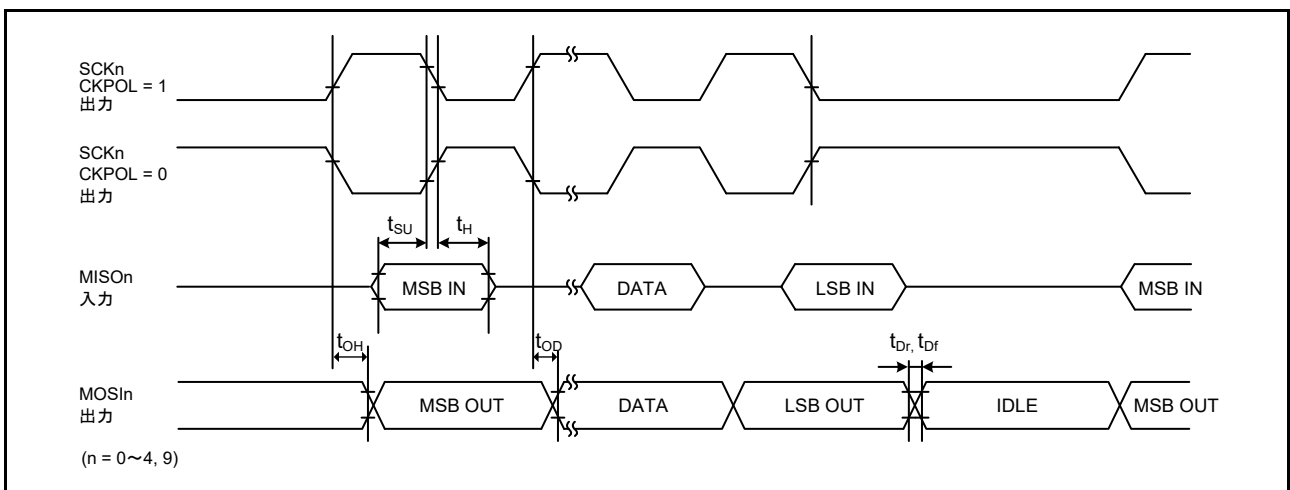 SCKn
CKPOL = 1
出力
SCKn
CKPOL = 0
出力
tSU
tH
MISOn
入力
MSB IN
DATA
LSB IN
MSB IN
tOH
tOD
tDr, tDf
MOSIn
出力
MSB OUT
DATA
LSB OUT
IDLE
MSB OUT
(n = 0～4, 9)